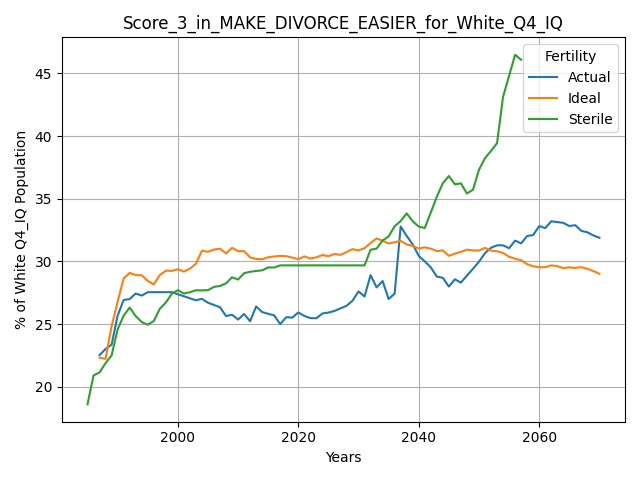 Score_3_in_MAKE_DIVORCE_EASIER_for_White_Q4_IQ
Fertility
Actual
Ideal
Sterile
% of White Q4_IQ Population
45
40
35
30
25
20
2000
2020
2040
2060
Years